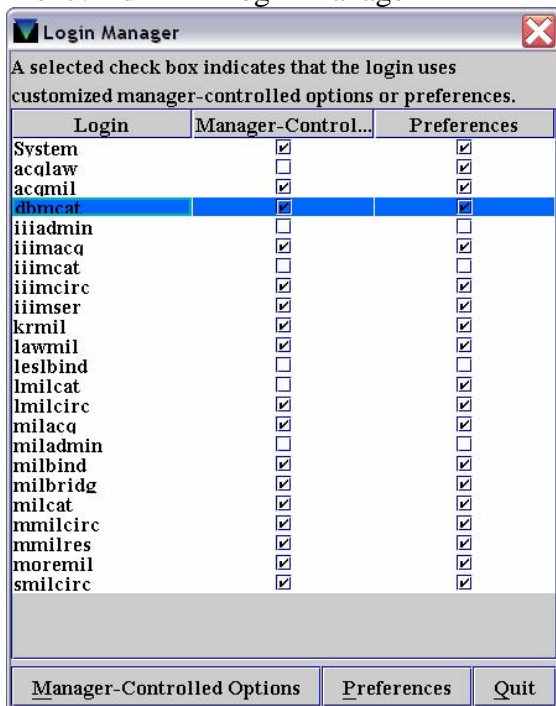 Login Manager
A selected check box indicates that the login uses
customized manager-controlled options or preferences.
Login Manager-Control... Preferences
System
acqlaw
acqmil
dbmcat
iiiadmin
iiimacq
iiimcat
iiimcirc
iiimser
krmil
lawmil
leslbind
lmilcat
lmilcirc
milacq
miladmin
milbind
milbridg
milcat
mmilcirc
mmilres
moremil
smilcirc
Manager-Controlled Options Preferences Quit